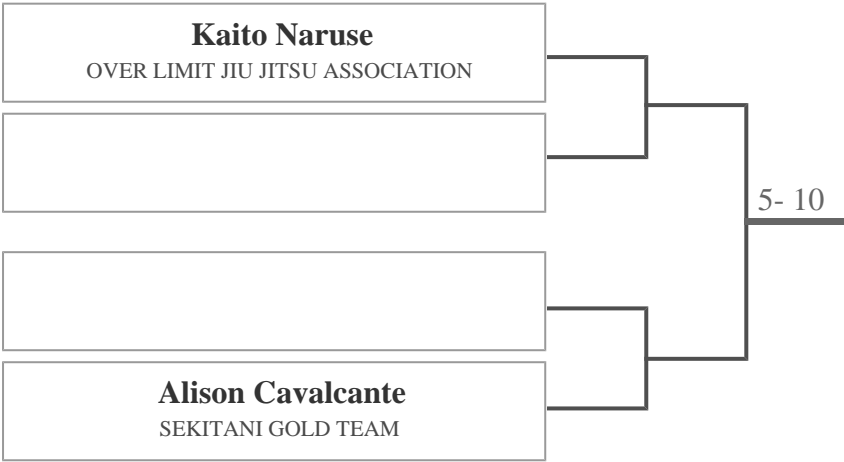 Kaito Naruse
OVER LIMIT JIU JITSU ASSOCIATION
5- 10
Alison Cavalcante
SEKITANI GOLD TEAM